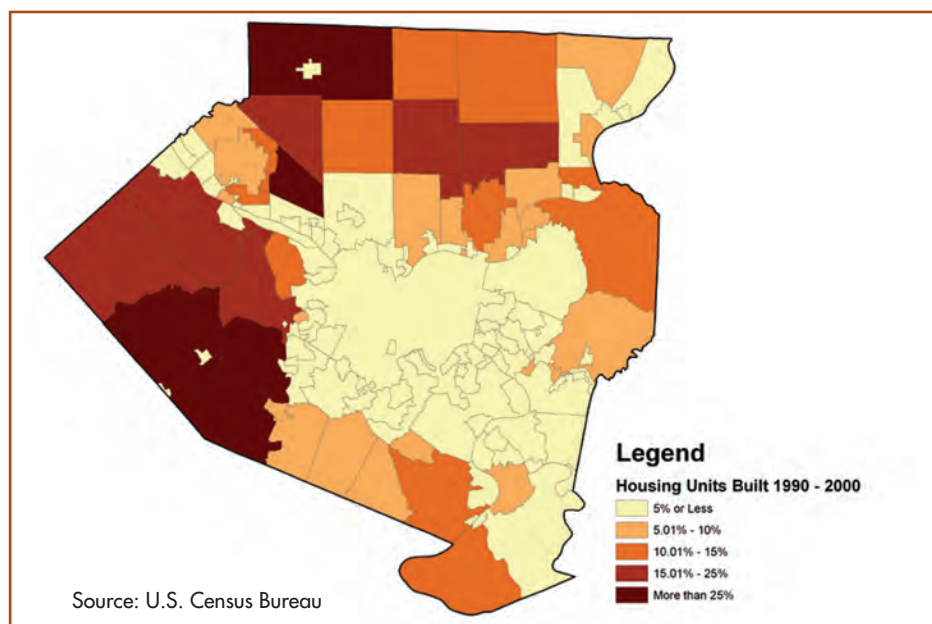 Legend
Housing Units Built 1990 - 2000
5% or Less
5.01% - 10%
10.01% - 15%
15.01% - 25%
More than 25%
Source: U.S. Census Bureau